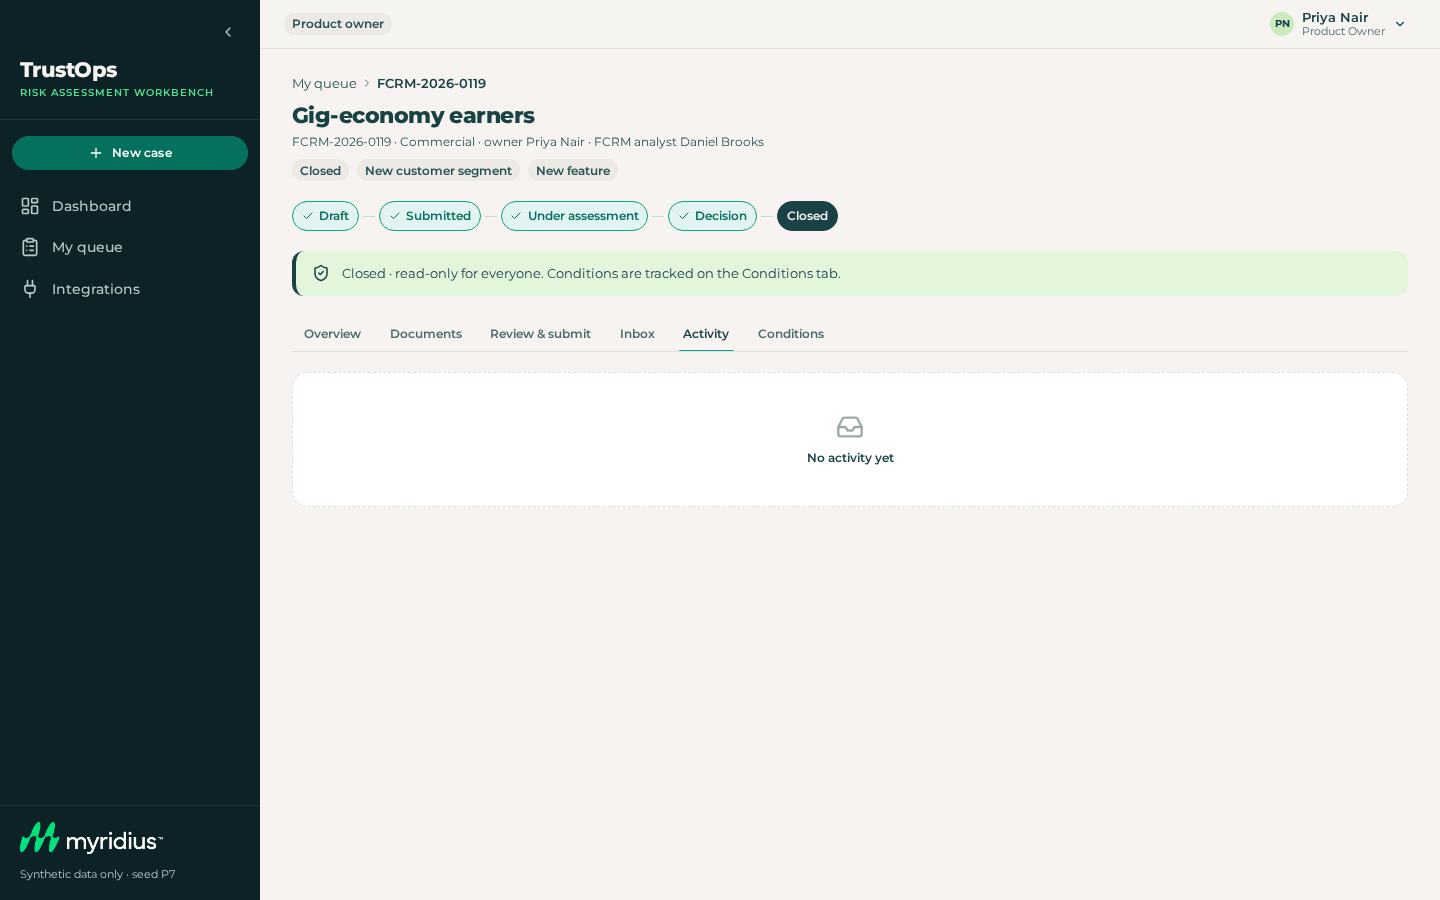 Product owner
PN
Priya Nair
Product Owner
TrustOps
RISK ASSESSMENT WORKBENCH
New case
Dashboard
My queue
Integrations
myridius™
Synthetic data only · seed P7
My queue > FCRM-2026-0119
Gig-economy earners
FCRM-2026-0119 · Commercial · owner Priya Nair · FCRM analyst Daniel Brooks
Closed New customer segment New feature
Draft Submitted Under assessment Decision Closed
Closed · read-only for everyone. Conditions are tracked on the Conditions tab.
Overview Documents Review & submit Inbox Activity Conditions
No activity yet